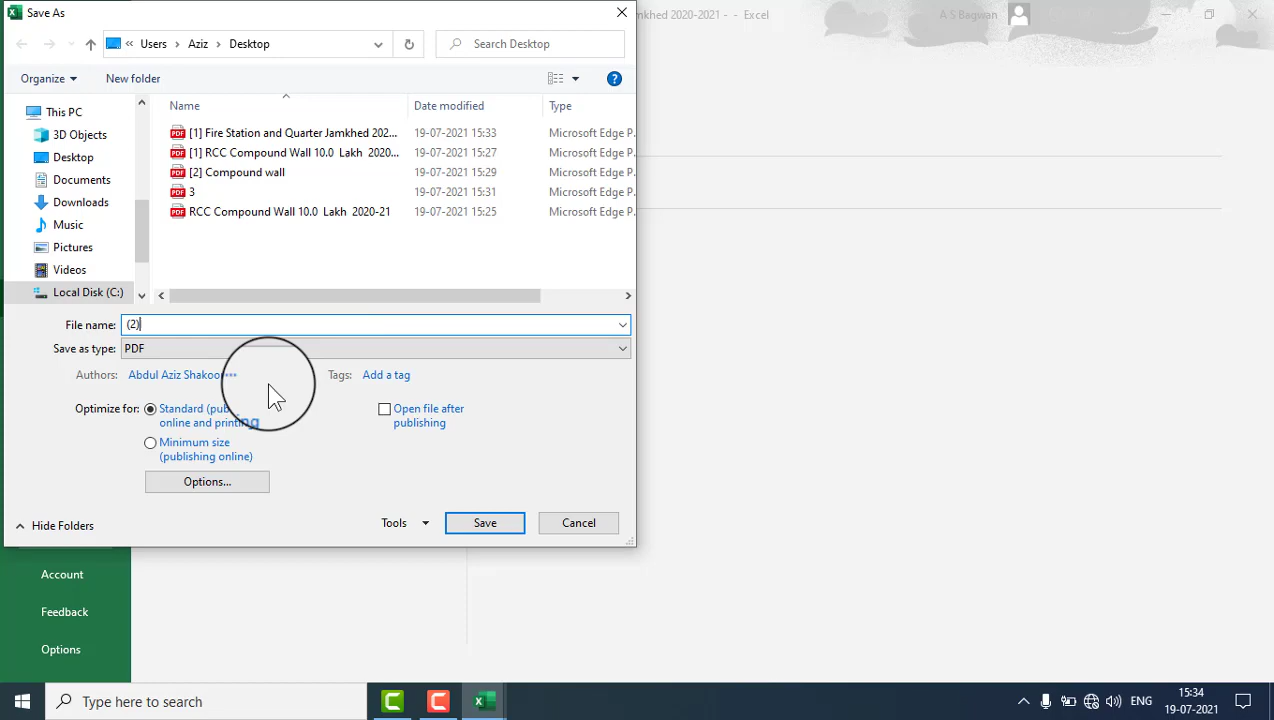 Save As
amkhed 2020-2021 - - Excel
A S Bagwan
Users
Aziz
Desktop
Search Desktop
Organize
New folder
This PC
3D Objects
Desktop
Documents
Downloads
Music
Pictures
Videos
Local Disk (C:)
Name
Date modified
Type
[1] Fire Station and Quarter Jamkhed 202...
19-07-2021 15:33
Microsoft Edge P.
[1] RCC Compound Wall 10.0 Lakh 2020...
19-07-2021 15:27
Microsoft Edge P.
[2] Compound wall
19-07-2021 15:29
Microsoft Edge P.
3
19-07-2021 15:31
Microsoft Edge P.
RCC Compound Wall 10.0 Lakh 2020-21
19-07-2021 15:25
Microsoft Edge P.
File name:
(2)
Save as type:
PDF
Authors:
Abdul Aziz Shakoor
Tags:
Add a tag
Optimize for:
Standard (pub
online and printing
Minimum size
(publishing online)
Open file after
publishing
Options...
Hide Folders
Tools
Save
Cancel
Account
Feedback
Options
Type here to search
ENG
15:34
19-07-2021